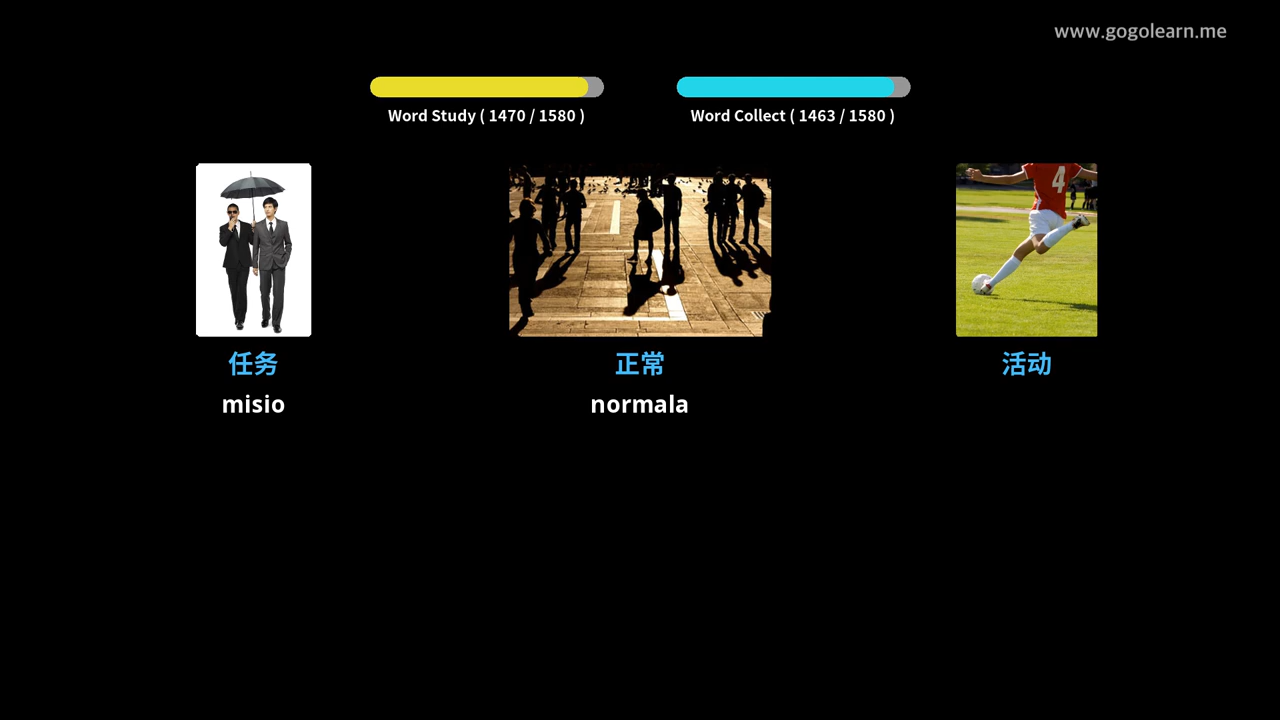 www.gogolearn.me
Word Study ( 1470 / 1580 )
Word Collect ( 1463 / 1580 )
4
任务
正常
活动
misio
normala